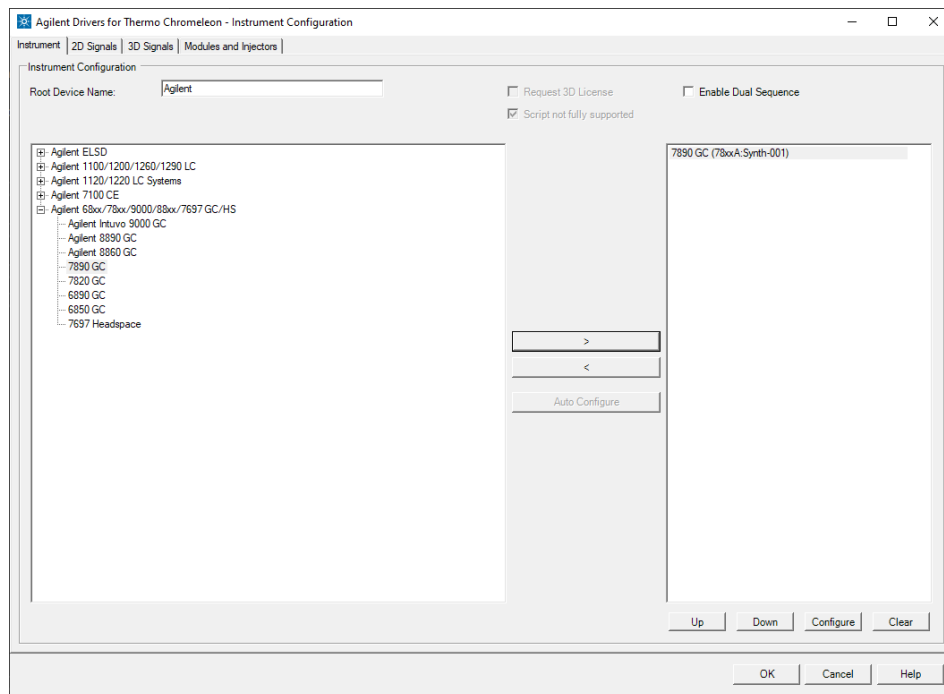 Agilent Drivers for Thermo Chromeleon - Instrument Configuration
Instrument 2D Signals 3D Signals Modules and Injectors
Instrument Configuration
Root Device Name: Agilent Request 3D License Enable Dual Sequence
Script not fully supported
Agilent ELSD
Agilent 1100/1200/1260/1290 LC
Agilent 1120/1220 LC Systems
Agilent 7100 CE
Agilent 68xx/78xx/9000/88xx/7697 GC/HS
Agilent Intuvo 9000 GC
Agilent 8890 GC
Agilent 8860 GC
7890 GC
7820 GC
6890 GC
6850 GC
7697 Headspace
>
<
Auto Configure
7890 GC (78xxA:Synth-001)
Up Down Configure Clear
OK Cancel Help